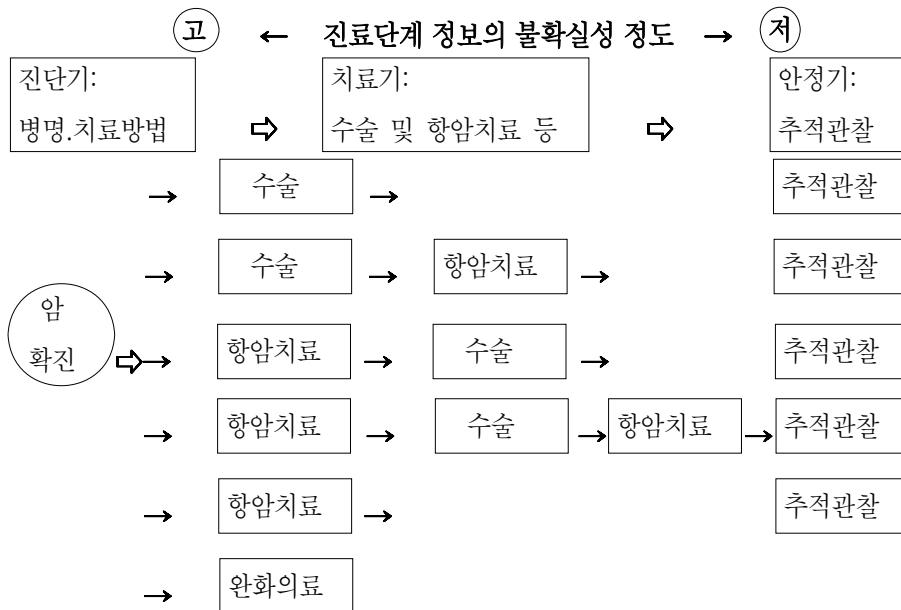 고 ← 진료단계 정보의 불확실성 정도 → 저
진단기:
병명.치료방법
⇨
치료기:
수술 및 항암치료 등
⇨
안정기:
추적관찰
→ 수술 → 추적관찰
→ 수술 → 항암치료 → 추적관찰
암
확진
⇨→ 항암치료 → 수술 → 추적관찰
→ 항암치료 → 수술 → 항암치료 → 추적관찰
→ 항암치료 → 추적관찰
→ 완화의료